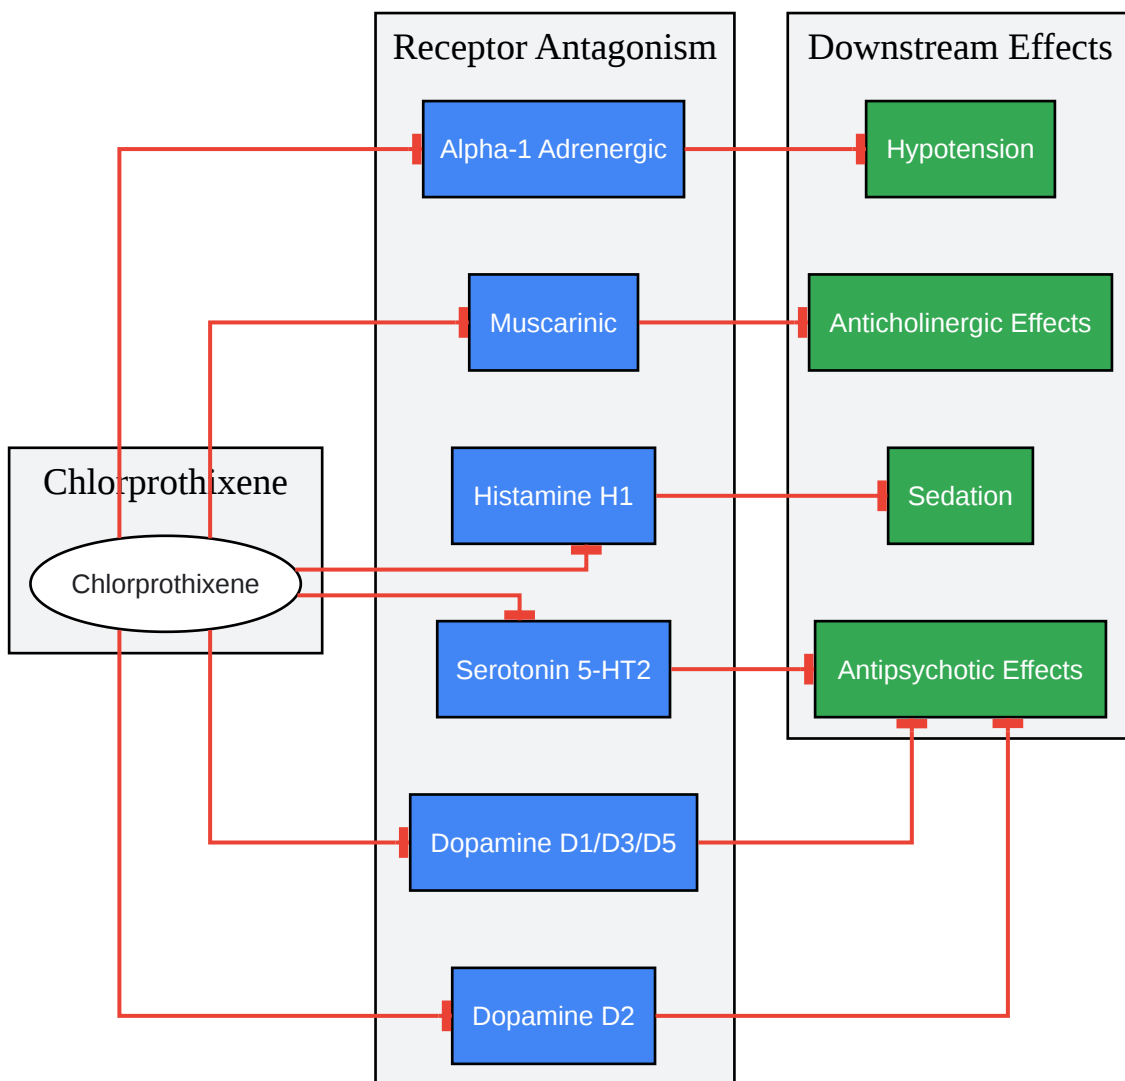 Receptor Antagonism
Downstream Effects
Alpha-1 Adrenergic
Hypotension
Muscarinic
Anticholinergic Effects
Chlorprothixene
Histamine H1
Sedation
Chlorprothixene
Serotonin 5-HT2
Antipsychotic Effects
Dopamine D1/D3/D5
Dopamine D2